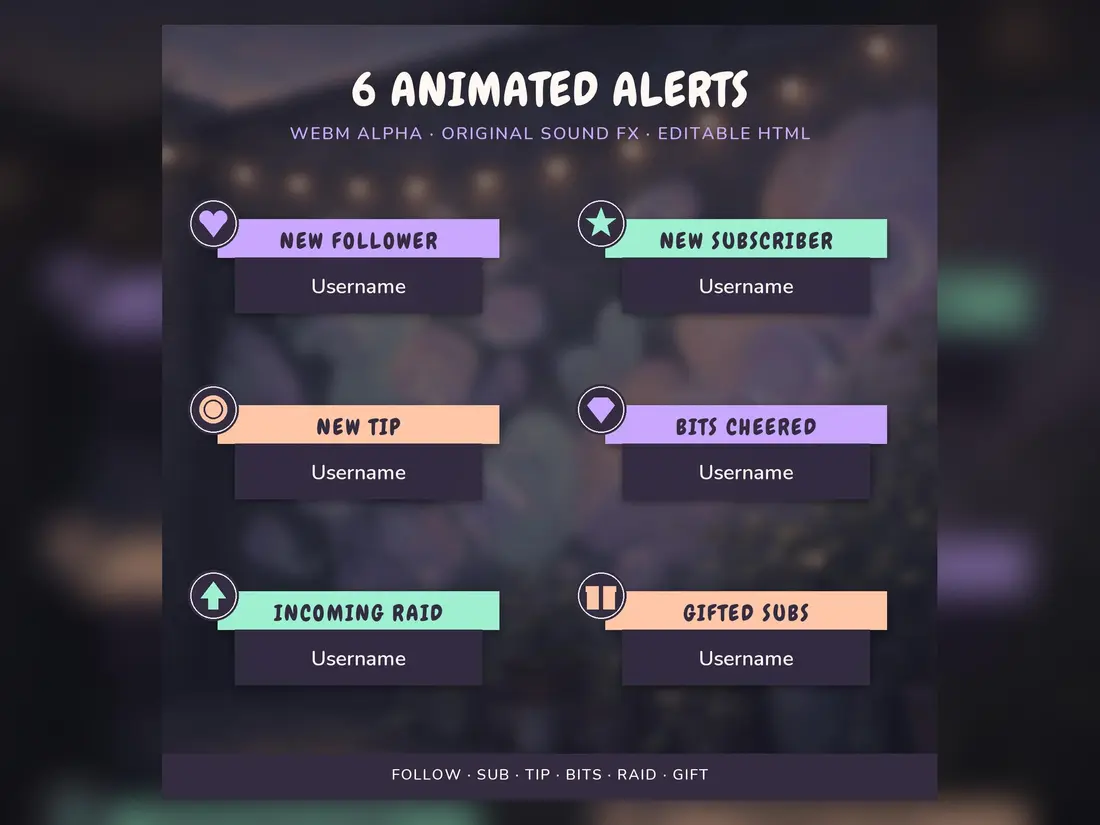 6 ANIMATED ALERTS
WEBM ALPHA · ORIGINAL SOUND FX · EDITABLE HTML
NEW FOLLOWER
Username
NEW SUBSCRIBER
Username
NEW TIP
Username
BITS CHEERED
Username
INCOMING RAID
Username
GIFTED SUBS
Username
FOLLOW · SUB · TIP · BITS · RAID · GIFT